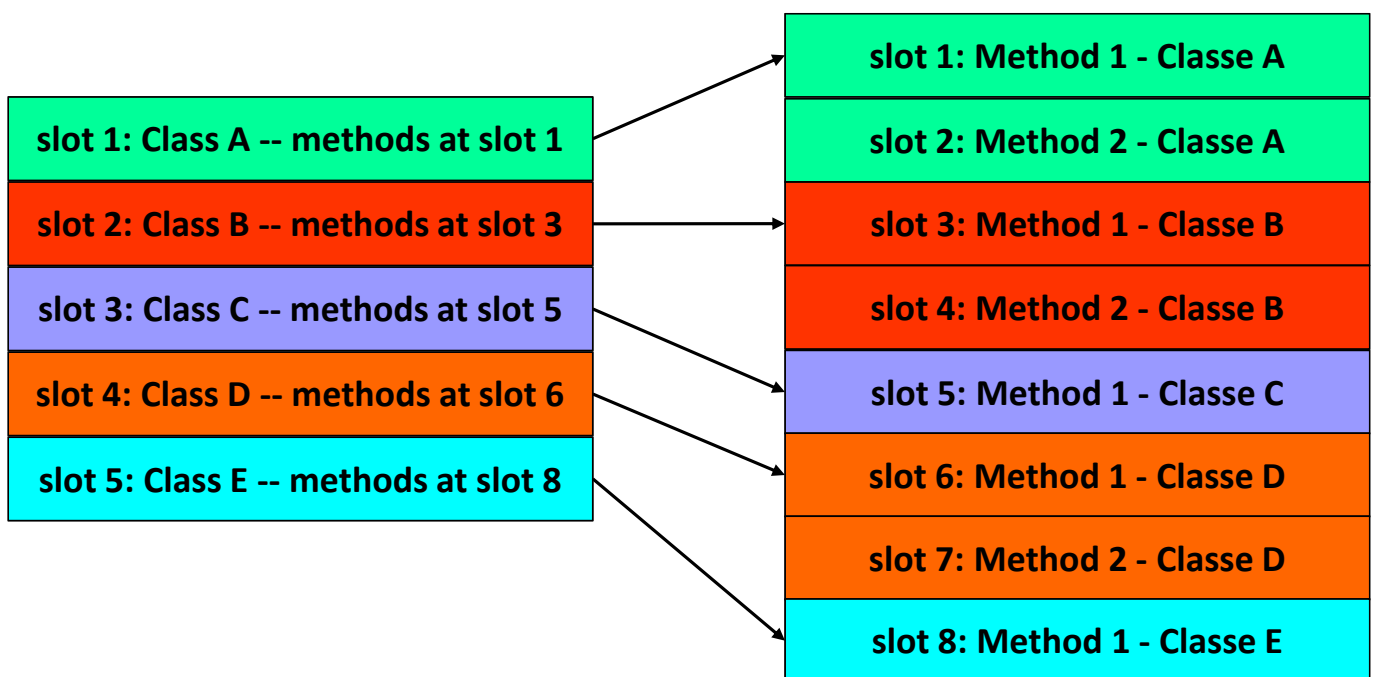 slot 1: Class A -- methods at slot 1
slot 2: Class B -- methods at slot 3
slot 3: Class C -- methods at slot 5
slot 4: Class D -- methods at slot 6
slot 5: Class E -- methods at slot 8
slot 1: Method 1 - Classe A
slot 2: Method 2 - Classe A
slot 3: Method 1 - Classe B
slot 4: Method 2 - Classe B
slot 5: Method 1 - Classe C
slot 6: Method 1 - Classe D
slot 7: Method 2 - Classe D
slot 8: Method 1 - Classe E